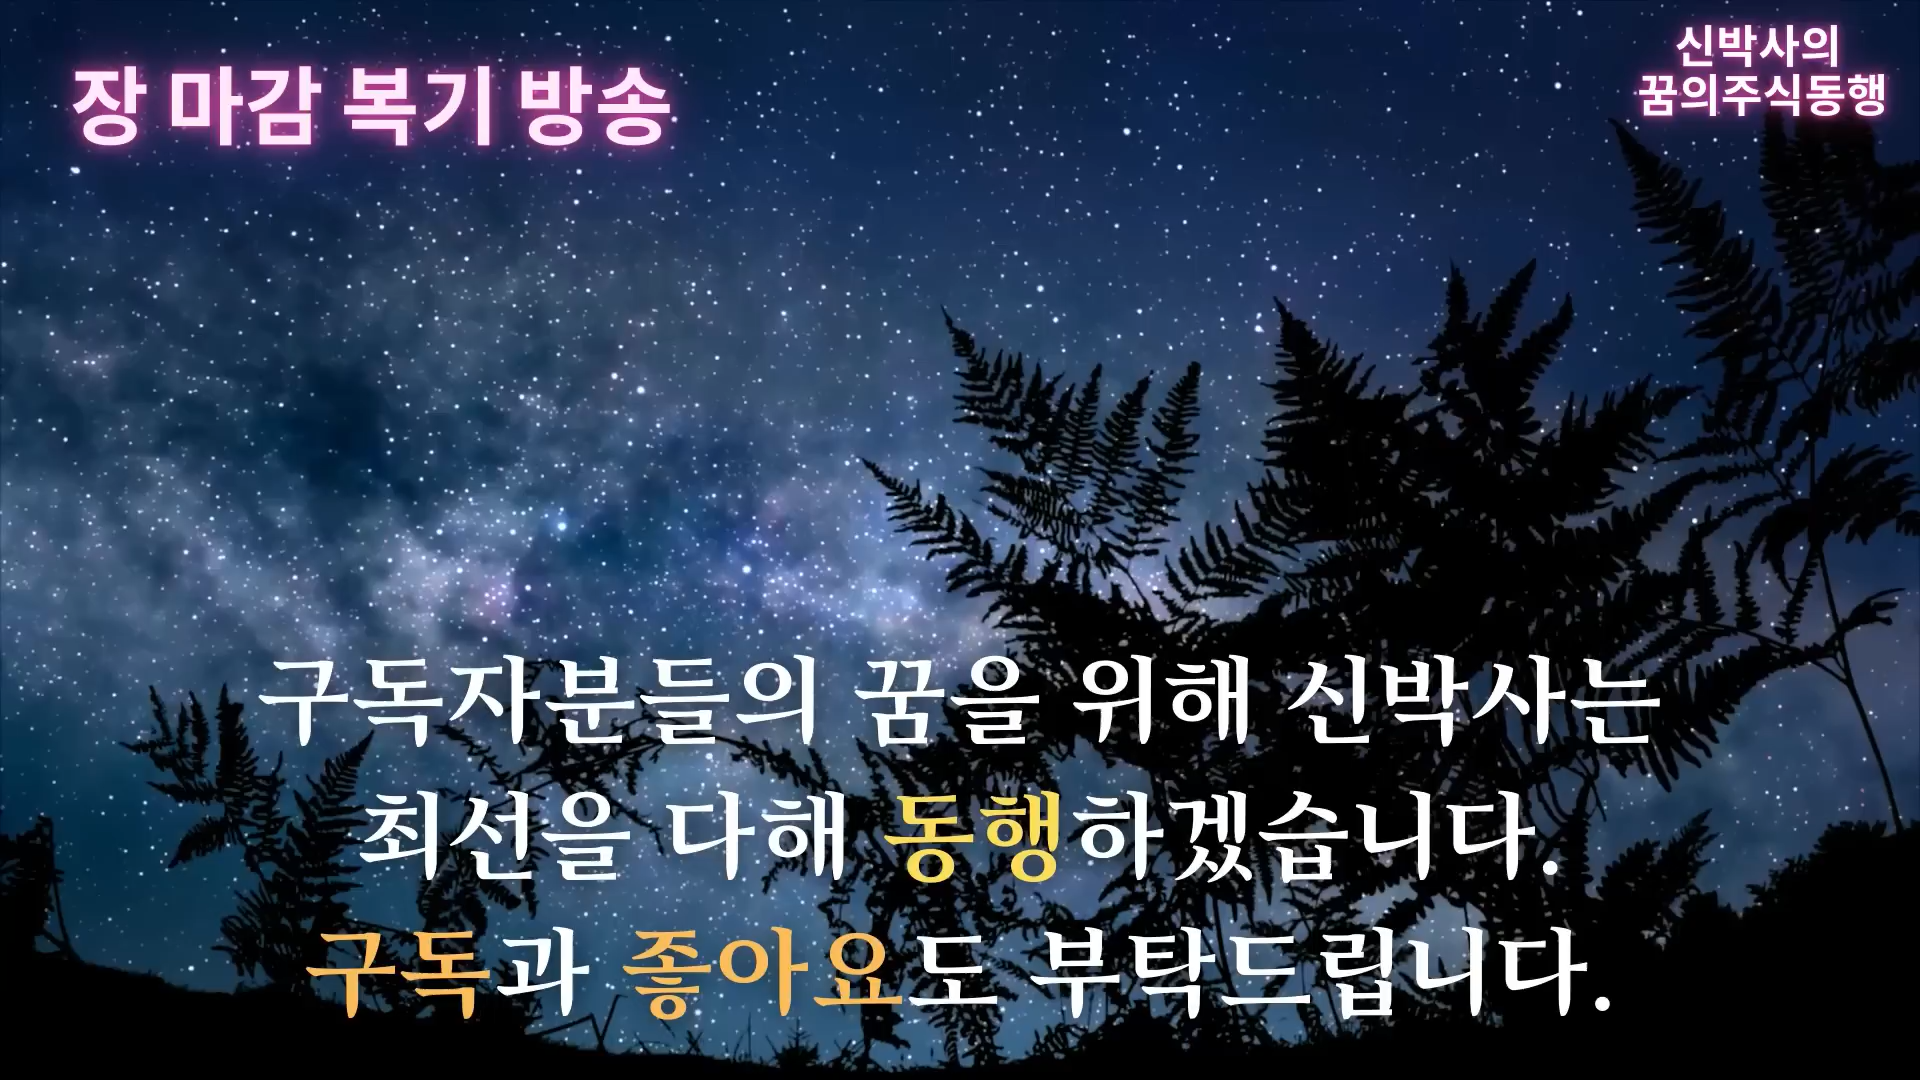 장 마감 복기 방송
신박사의
꿈의주식동행
구독자분들의 꿈을 위해 신박사는
최선을 다해 동행하겠습니다.
구독과 좋아요도 부탁드립니다.